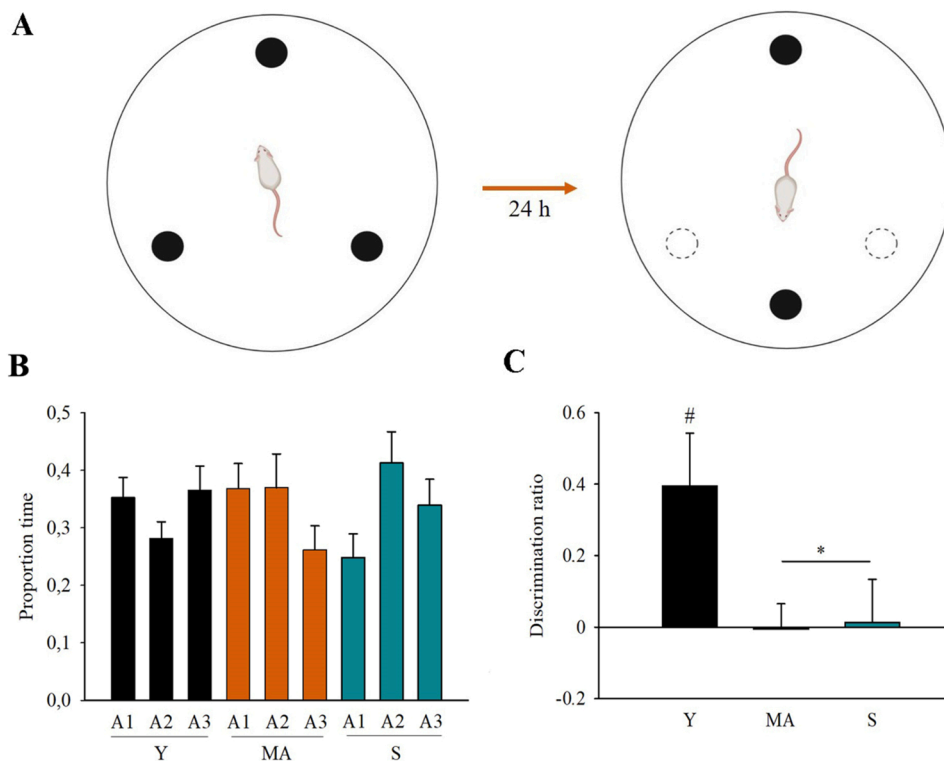 A
24 h
B
Proportion time
0,5
0,4
0,3
0,2
0,1
0,0
A1 A2 A3 A1 A2 A3 A1 A2 A3
Y MA S
C
Discrimination ratio
0.6
0.4
0.2
0
-0.2
#
*
Y MA S